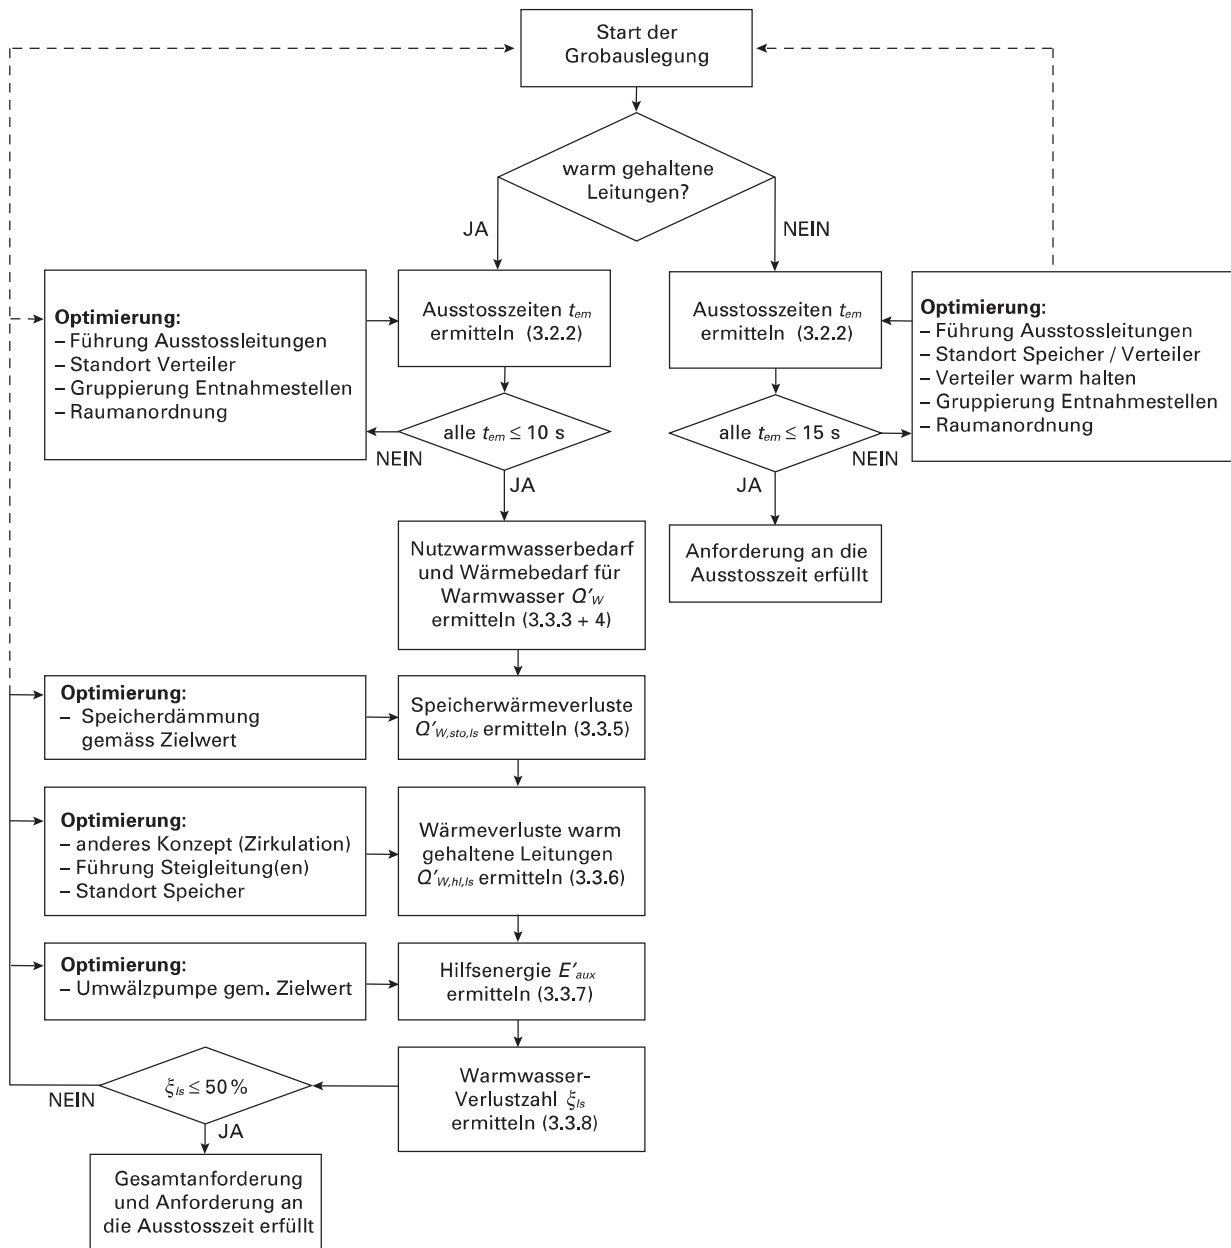 Start der
Grobauslegung
warm gehaltene
Leitungen?
JA
NEIN
Optimierung:
– Führung Ausstossleitungen
– Standort Verteiler
– Gruppierung Entnahmestellen
– Raumanordnung
Ausstosszeiten t_em
ermitteln (3.2.2)
Ausstosszeiten t_em
ermitteln (3.2.2)
Optimierung:
– Führung Ausstossleitungen
– Standort Speicher / Verteiler
– Verteiler warm halten
– Gruppierung Entnahmestellen
– Raumanordnung
alle t_em ≤ 10 s
NEIN
JA
alle t_em ≤ 15 s
NEIN
JA
Nutzwarmwasserbedarf
und Wärmebedarf für
Warmwasser Q'_W
ermitteln (3.3.3 + 4)
Anforderung an die
Ausstosszeit erfüllt
Optimierung:
– Speicherdämmung
gemäss Zielwert
Speicherwärmeverluste
Q'_W,sto,ls ermitteln (3.3.5)
Optimierung:
– anderes Konzept (Zirkulation)
– Führung Steigleitung(en)
– Standort Speicher
Wärmeverluste warm
gehaltene Leitungen
Q'_W,hl,ls ermitteln (3.3.6)
Optimierung:
– Umwälzpumpe gem. Zielwert
Hilfsenergie E'_aux
ermitteln (3.3.7)
Warmwasser-
Verlustzahl ξ_ls
ermitteln (3.3.8)
ξ_ls ≤ 50 %
NEIN
JA
Gesamtanforderung
und Anforderung an
die Ausstosszeit erfüllt